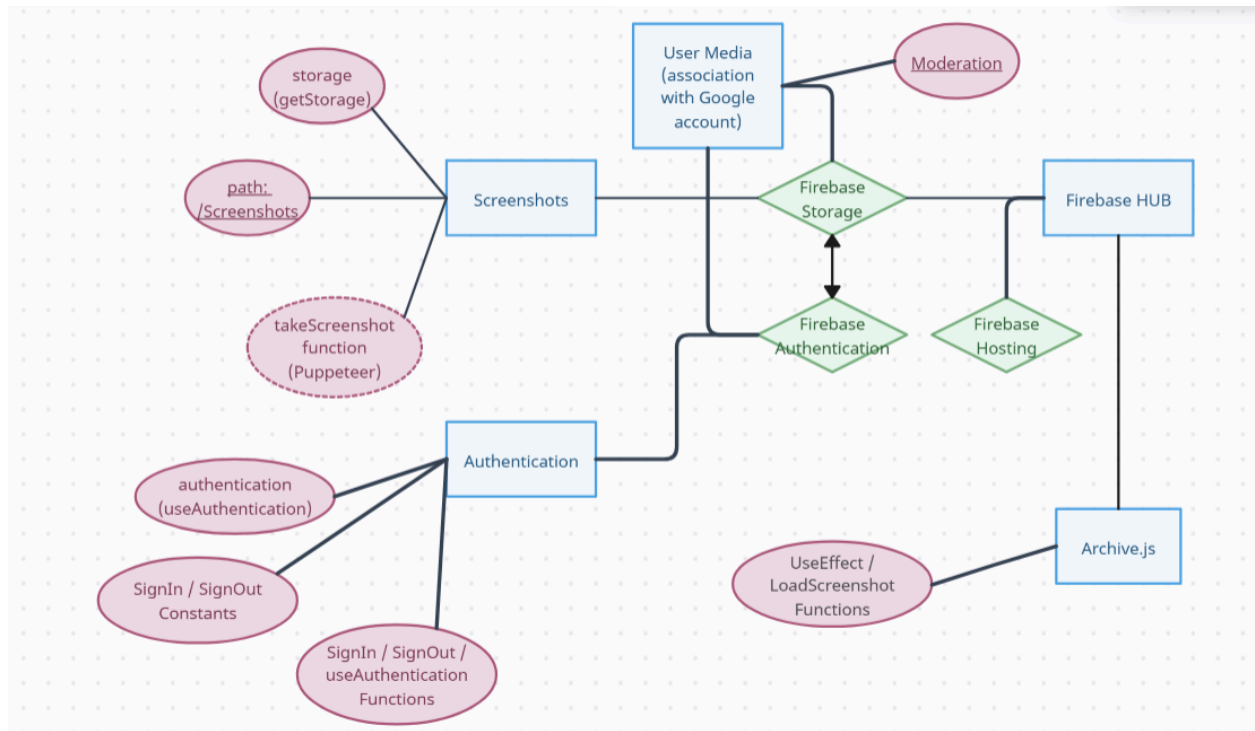 storage
(getStorage)
path:
/Screenshots
takeScreenshot
function
(Puppeteer)
Screenshots
User Media
(association
with Google
account)
Moderation
Firebase
Storage
Firebase HUB
Firebase
Authentication
Firebase
Hosting
Authentication
authentication
(useAuthentication)
SignIn / SignOut
Constants
SignIn / SignOut /
useAuthentication
Functions
UseEffect /
LoadScreenshot
Functions
Archive.js